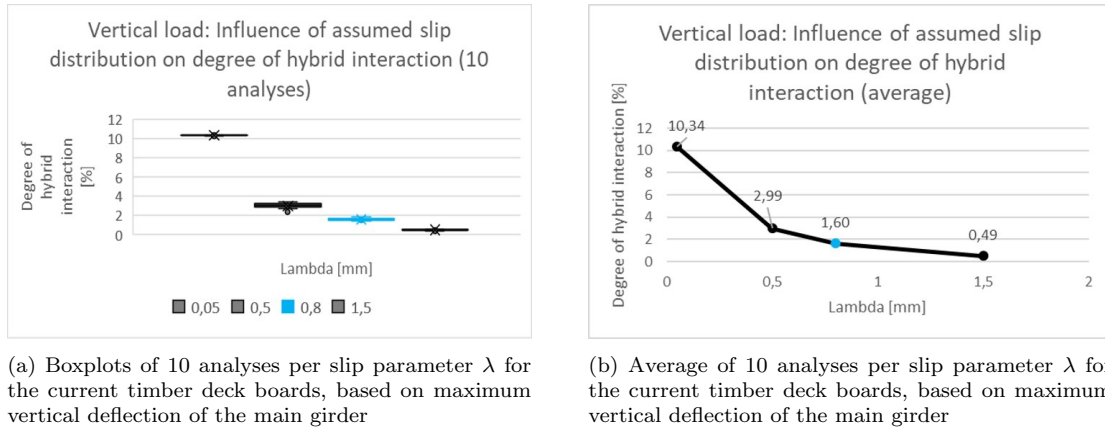 Vertical load: Influence of assumed slip
distribution on degree of hybrid interaction (10
analyses)
Degree of
hybrid
interaction
[%]
12
10
8
6
4
2
0
Lambda [mm]
0,05 0,5 0,8 1,5
(a) Boxplots of 10 analyses per slip parameter λ for
the current timber deck boards, based on maximum
vertical deflection of the main girder
Vertical load: Influence of assumed slip
distribution on degree of hybrid
interaction (average)
Degree of hybrid interaction [%]
12
10
8
6
4
2
0
10,34
2,99
1,60
0,49
0 0,5 1 1,5 2
Lambda [mm]
(b) Average of 10 analyses per slip parameter λ for
the current timber deck boards, based on maximum
vertical deflection of the main girder